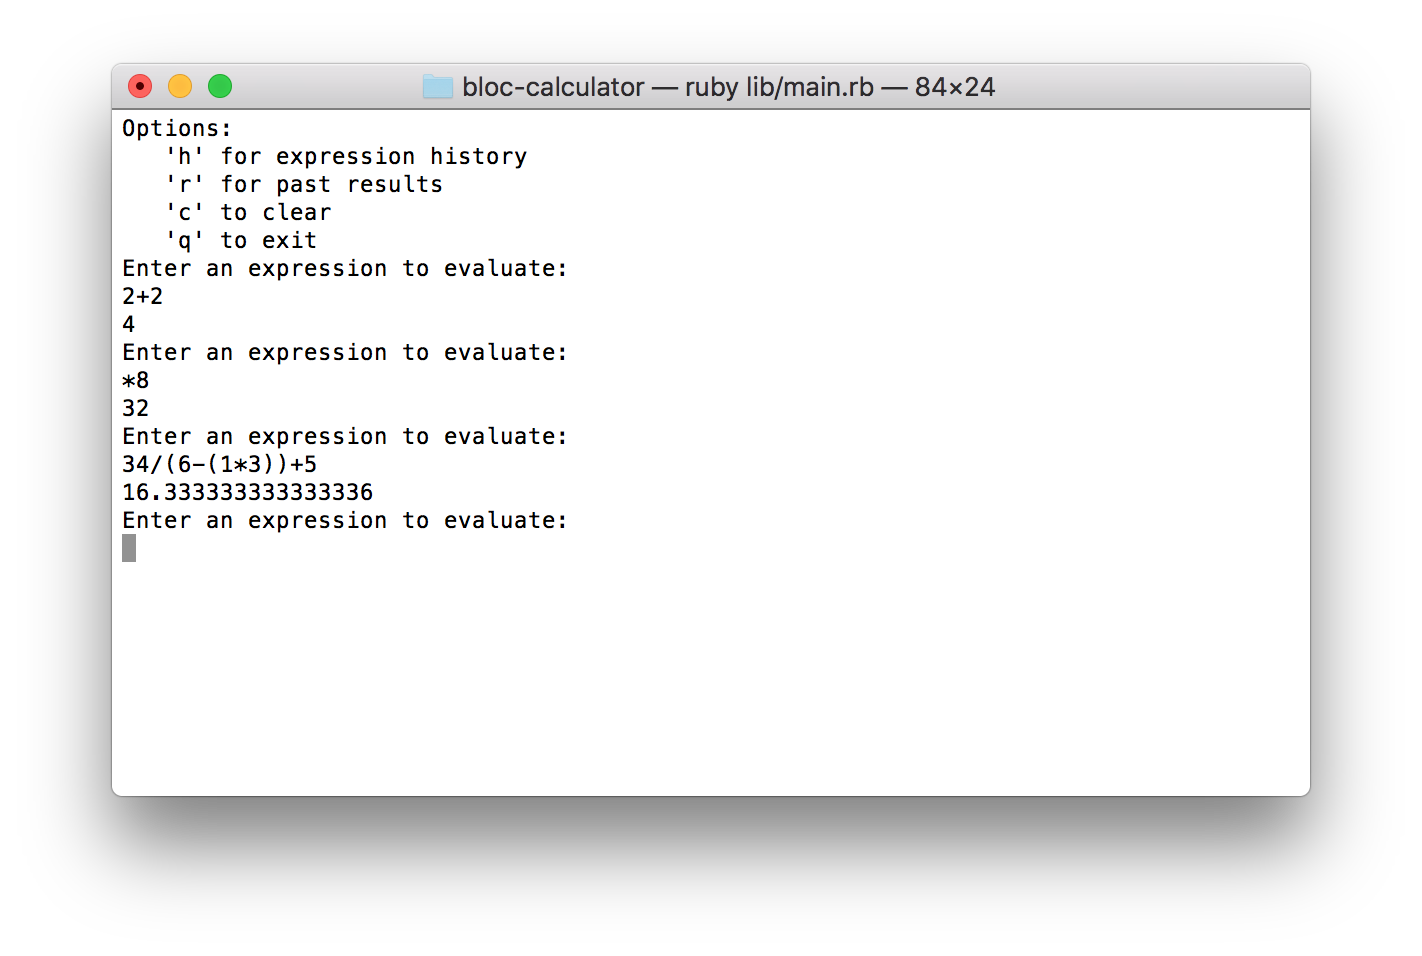 bloc-calculator — ruby lib/main.rb — 84×24
Options:
   'h' for expression history
   'r' for past results
   'c' to clear
   'q' to exit
Enter an expression to evaluate:
2+2
4
Enter an expression to evaluate:
*8
32
Enter an expression to evaluate:
34/(6-(1*3))+5
16.333333333333336
Enter an expression to evaluate: